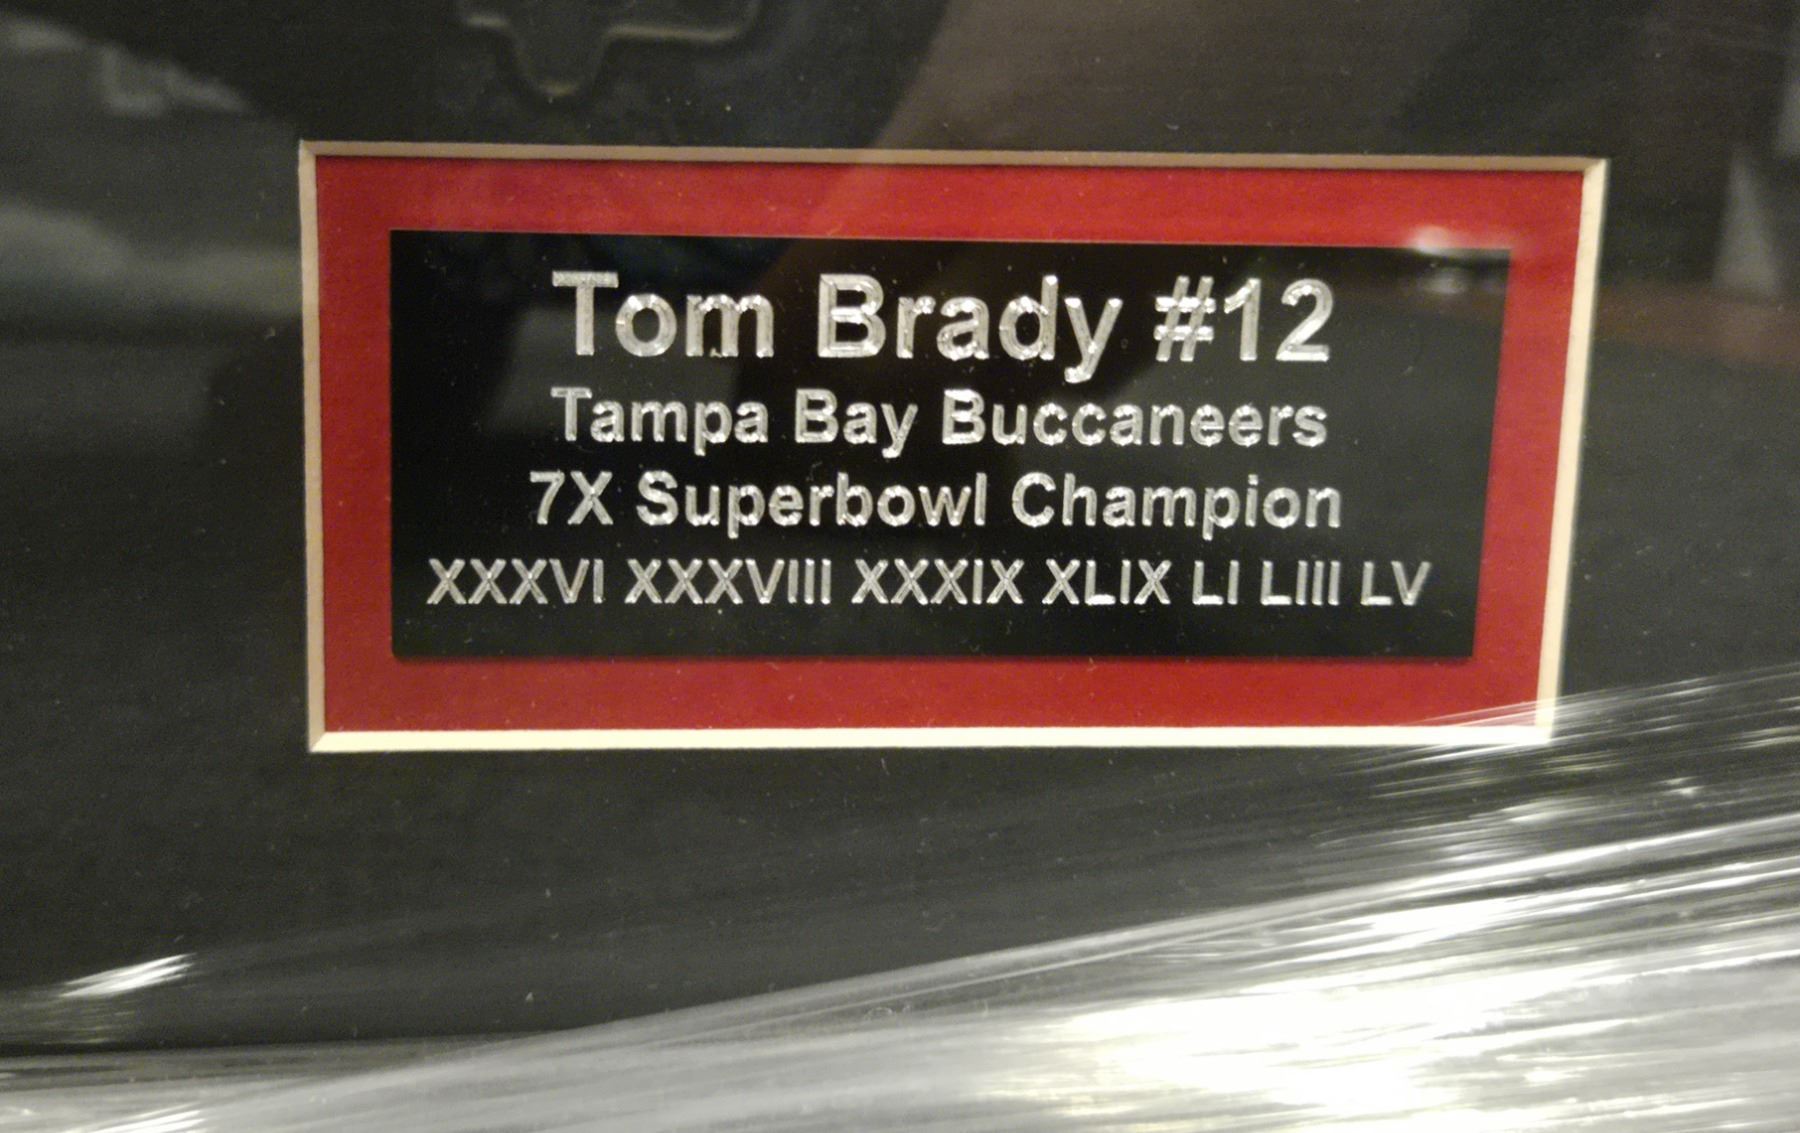 Tom Brady #12
Tampa Bay Buccaneers
7X Superbowl Champion
XXXVI XXXVIII XXXIX XLIX LI LIII LV